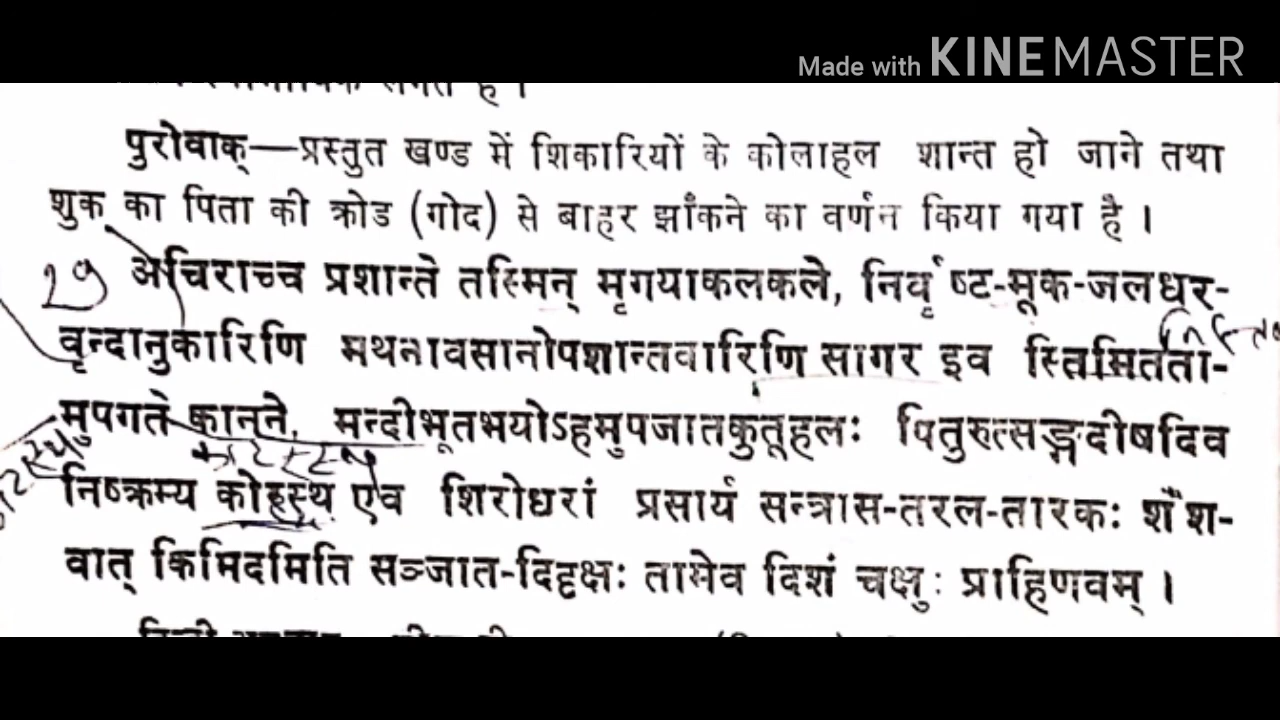 Made with KINEMASTER
पुरोवाक्—प्रस्तुत खण्ड में शिकारियों के कोलाहल शान्त हो जाने तथा
शुक का पिता की क्रोड (गोद) से बाहर झाँकने का वर्णन किया गया है ।
29 अचिराच्च प्रशान्ते तस्मिन् मृगयाकलकले, निर्वृष्ट-मूक-जलधर-
वृन्दानुकारिणि मथनावसानोपशान्तवारिणि सागर इव स्तिमितता-
मुपगते कानने, मन्दीभूतभयोऽहमुपजातकुतूहलः पितुरुत्सङ्गादीषदिव
निष्क्रम्य कोटरस्थ एव शिरोधरां प्रसार्य सन्त्रास-तरल-तारकः शैश-
वात् किमिदमिति सञ्जात-दिदृक्षः तामेव दिशं चक्षुः प्राहिणवम् ।